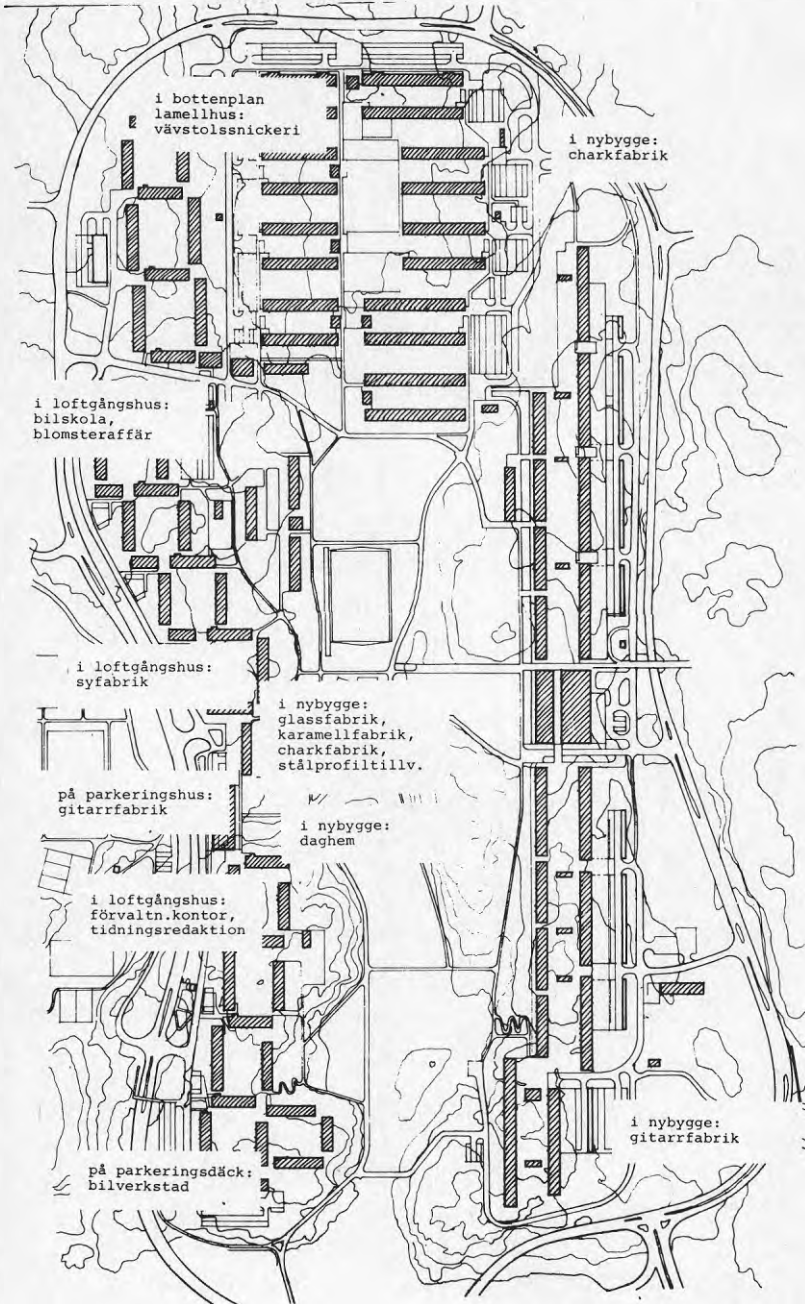 i bottenplan
lamellhus:
vävstolssnickeri
i nybygge:
charkfabrik
i loftgångshus:
bilskola,
blomsteraffär
i loftgångshus:
syfabrik
i nybygge:
glassfabrik,
karamellfabrik,
charkfabrik,
stålprofiltillv.
på parkeringshus:
gitarrfabrik
i nybygge:
daghem
i loftgångshus:
förvaltn.kontor,
tidningsredaktion
i nybygge:
gitarrfabrik
på parkeringsdäck:
bilverkstad